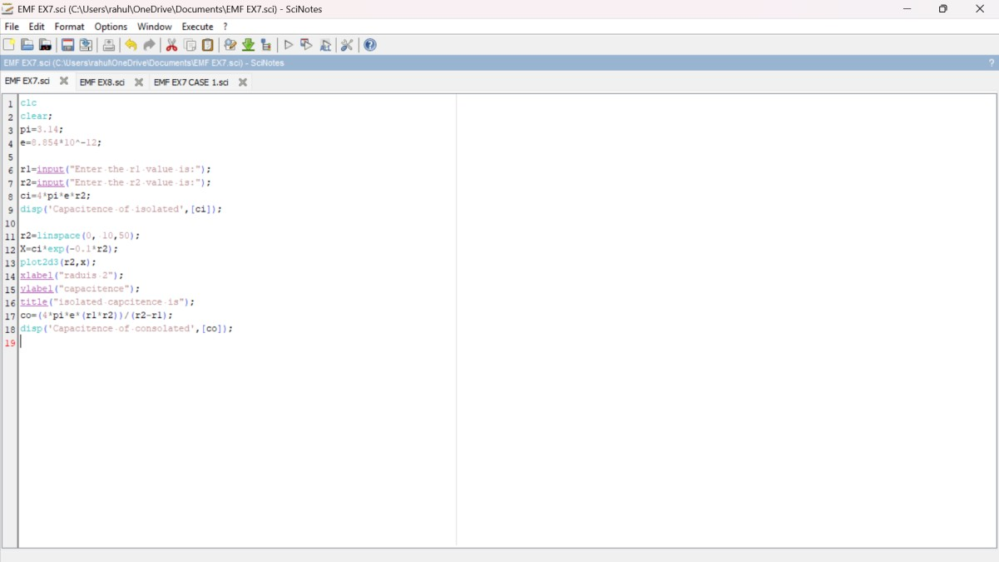 EMF EX7.sci (C:\Users\rahul\OneDrive\Documents\EMF EX7.sci) - SciNotes
File Edit Format Options Window Execute ?
EMF EX7.sci (C:\Users\rahul\OneDrive\Documents\EMF EX7.sci) - SciNotes ?
EMF EX7.sci EMF EX8.sci EMF EX7 CASE 1.sci
1 clc
2 clear;
3 pi=3.14;
4 e=8.854*10^-12;
5
6 r1=input("Enter the r1 value is:");
7 r2=input("Enter the r2 value is:");
8 ci=4*pi*e*r2;
9 disp('Capacitence of isolated',[ci]);
10
11 r2=linspace(0, 10,50);
12 X=ci*exp(-0.1*r2);
13 plot2d3(r2,x);
14 xlabel("raduis 2");
15 ylabel("capacitence");
16 title("isolated capcitence is");
17 co=(4*pi*e*(r1*r2))/(r2-r1);
18 disp('Capacitence of consolated',[co]);
19